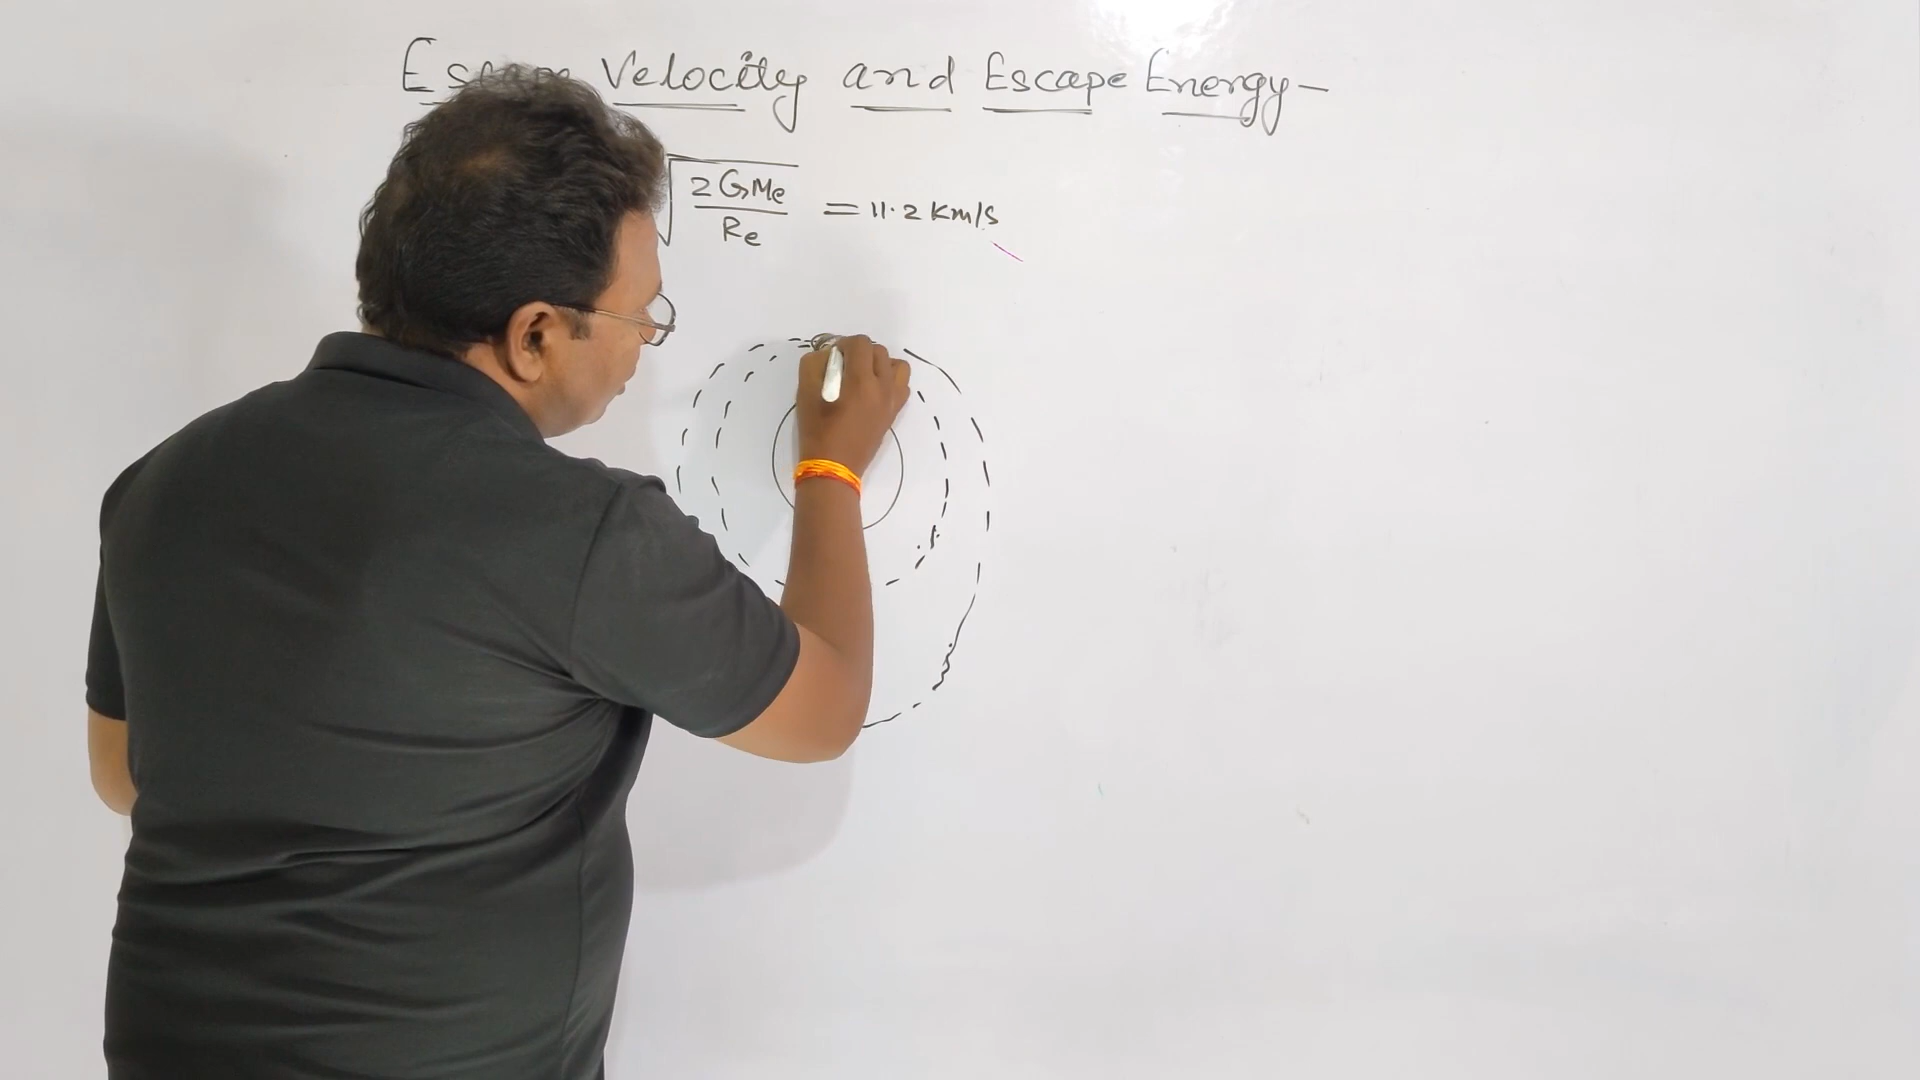 Escape Velocity and Escape Energy-
√ 2GMe / Re = 11.2 Km/s